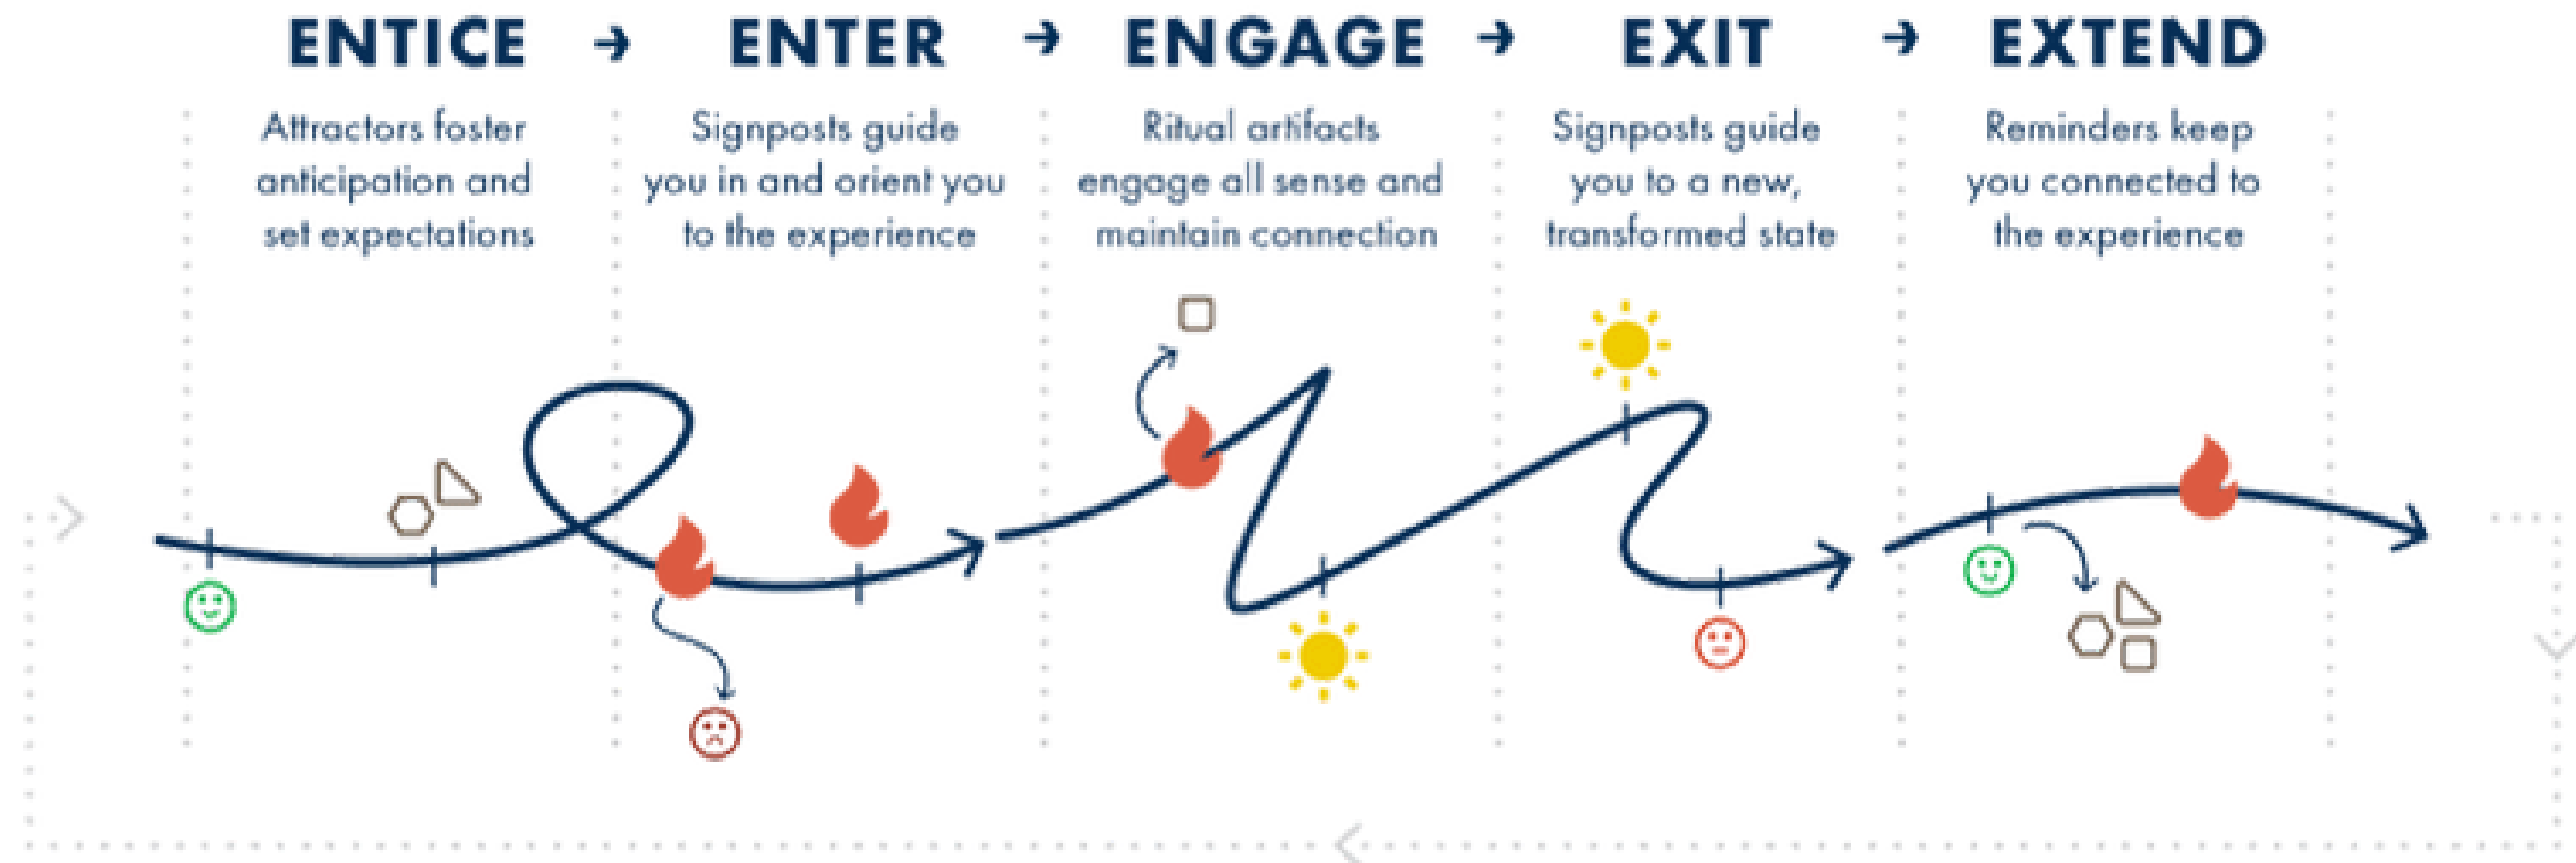 ENTICE → ENTER → ENGAGE → EXIT → EXTEND
Attractors foster
anticipation and
set expectations
Signposts guide
you in and orient you
to the experience
Ritual artifacts
engage all sense and
maintain connection
Signposts guide
you to a new,
transformed state
Reminders keep
you connected to
the experience